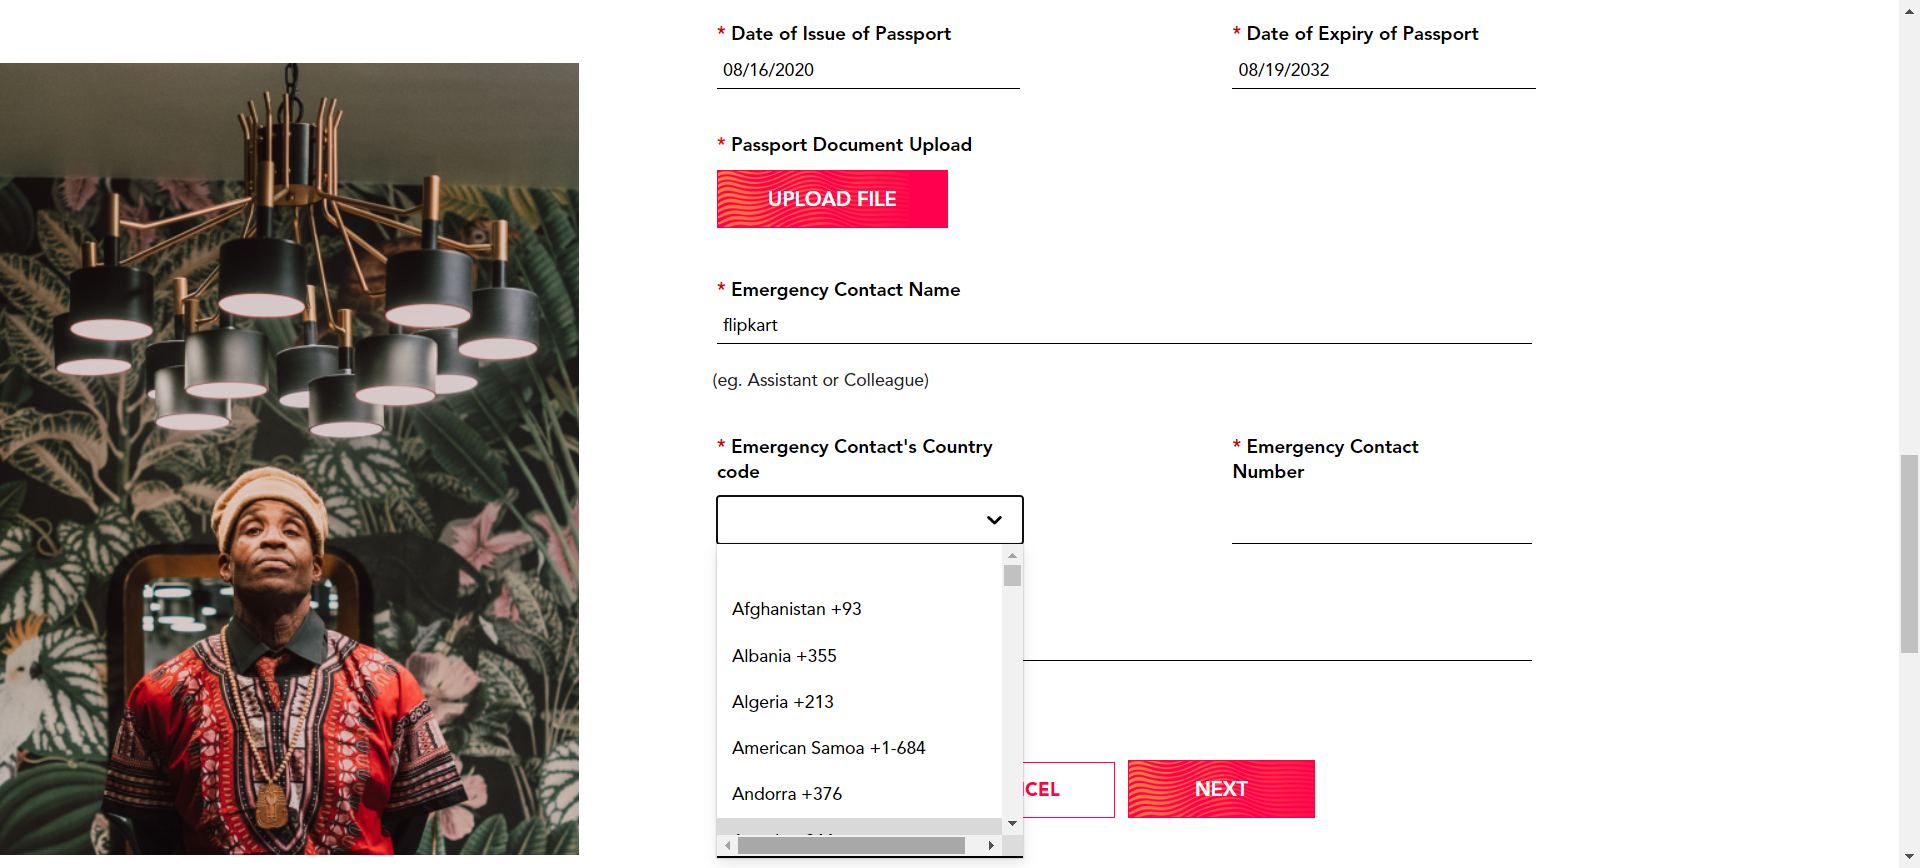 * Date of Issue of Passport
* Date of Expiry of Passport
08/16/2020
08/19/2032
* Passport Document Upload
UPLOAD FILE
* Emergency Contact Name
flipkart
(eg. Assistant or Colleague)
* Emergency Contact's Country
code
* Emergency Contact
Number
Afghanistan +93
Albania +355
Algeria +213
American Samoa +1-684
Andorra +376
NEXT